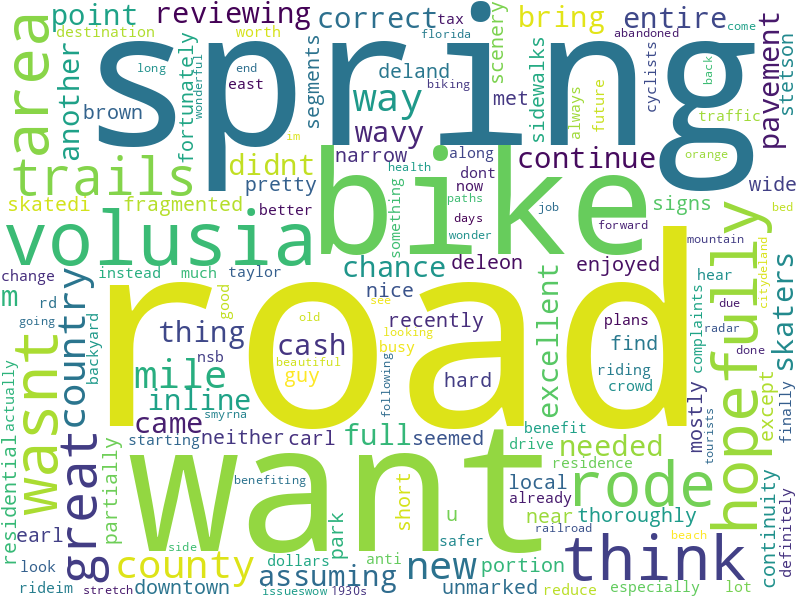 point
reviewing
correct
tax
bring
entire
destination
worth
florida
abandoned
come
area
another
fortunately
wonderful
long
end
east
segments
spring
deland
biking
scenery
met
sidewalks
always
future
cyclists
back
traffic
pavement
stetson
brown
way
wavy
didnt
narrow
im
along
health
dont
continue
orange
trails
pretty
bike
something
now
paths
signs
wide
skatedi
fragmented
better
days
job
bed
volusia
wonder
forward
mountain
change
instead
much
taylor
chance
deleon
enjoyed
hear
citydeland
m
country
rd
nice
due
skaters
going
backyard
thing
nsb
good
old
recently
see
looking
plans
radar
complaints
hopefully
wasnt
cash
beautiful
busy
find
done
mile
guy
hard
riding
crowd
excellent
road
following
inline
smyrna
mostly
except
finally
actually
came
full
seemed
benefit
tourists
residential
great
starting
neither
carl
drive
needed
partially
want
residence
benefiting
rode
local
already
continuity
definitely
earl
short
u
near
thoroughly
park
railroad
safer
beach
look
side
dollars
anti
think
county
new
portion
rideim
downtown
assuming
unmarked
reduce
especially
lot
stretch
issueswow
1930s